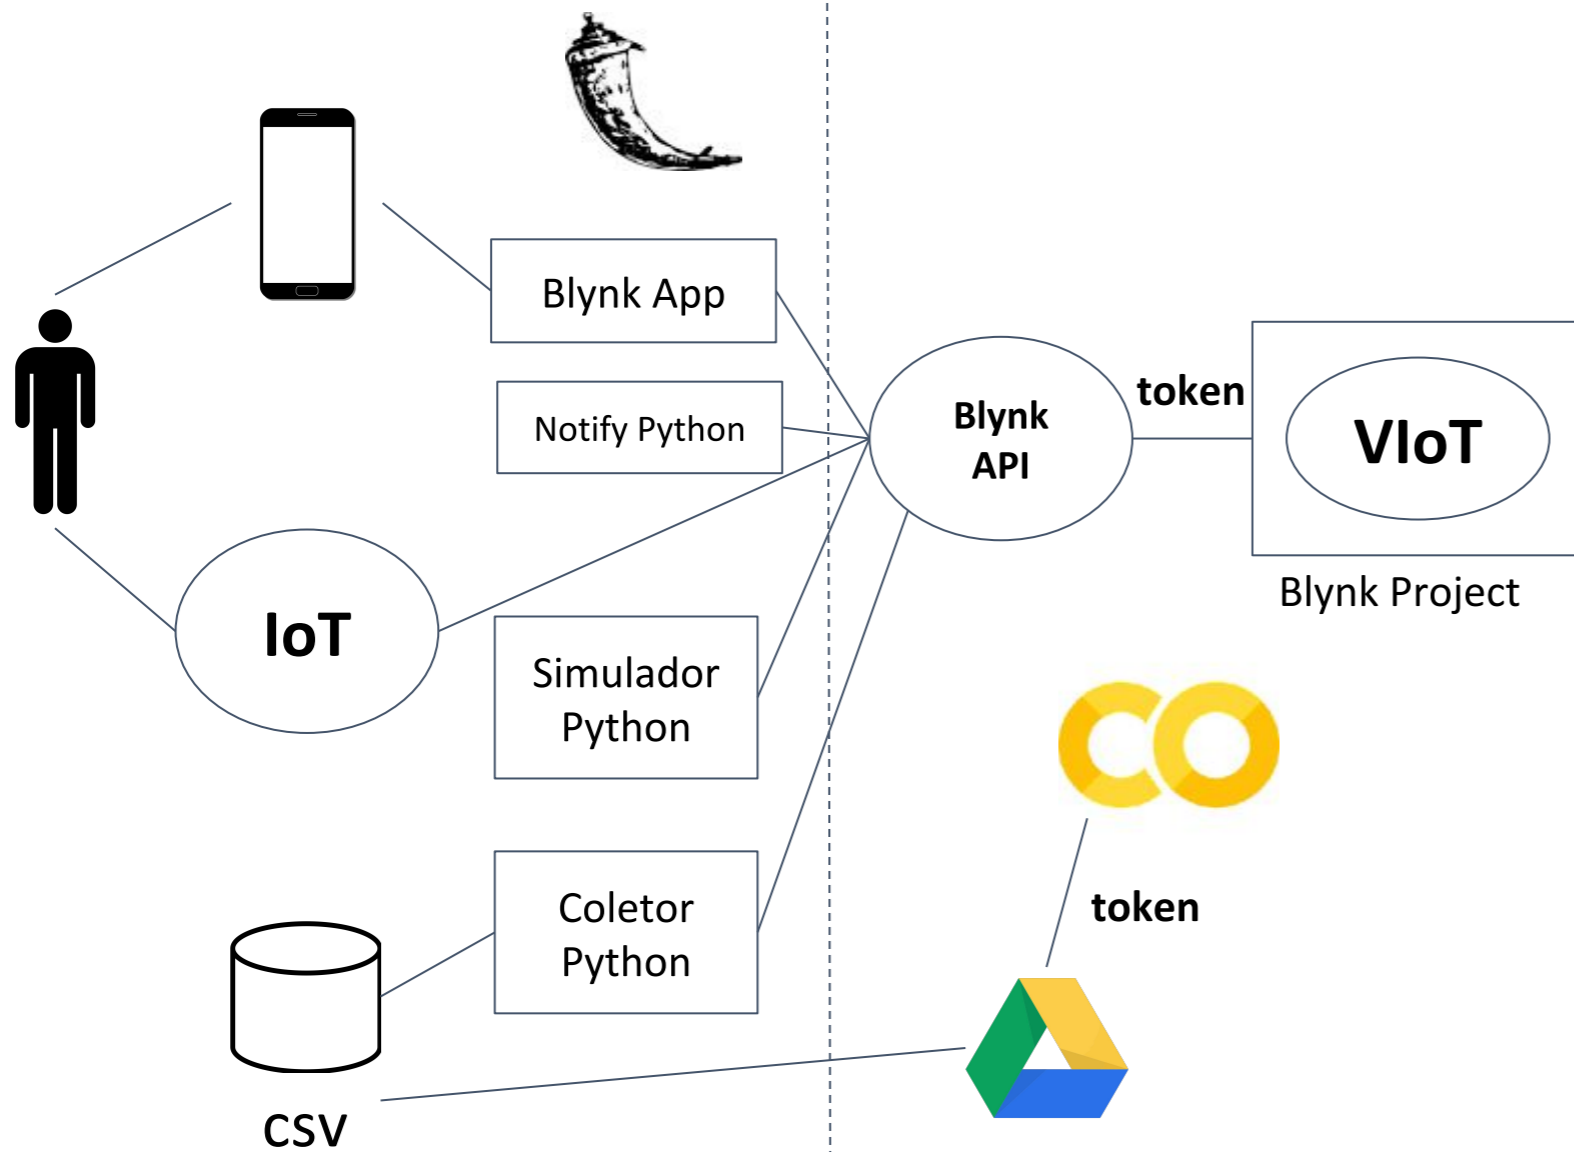 Blynk App
Notify Python
Blynk
API
token
VIoT
Blynk Project
IoT
Simulador
Python
Coletor
Python
token
CSV